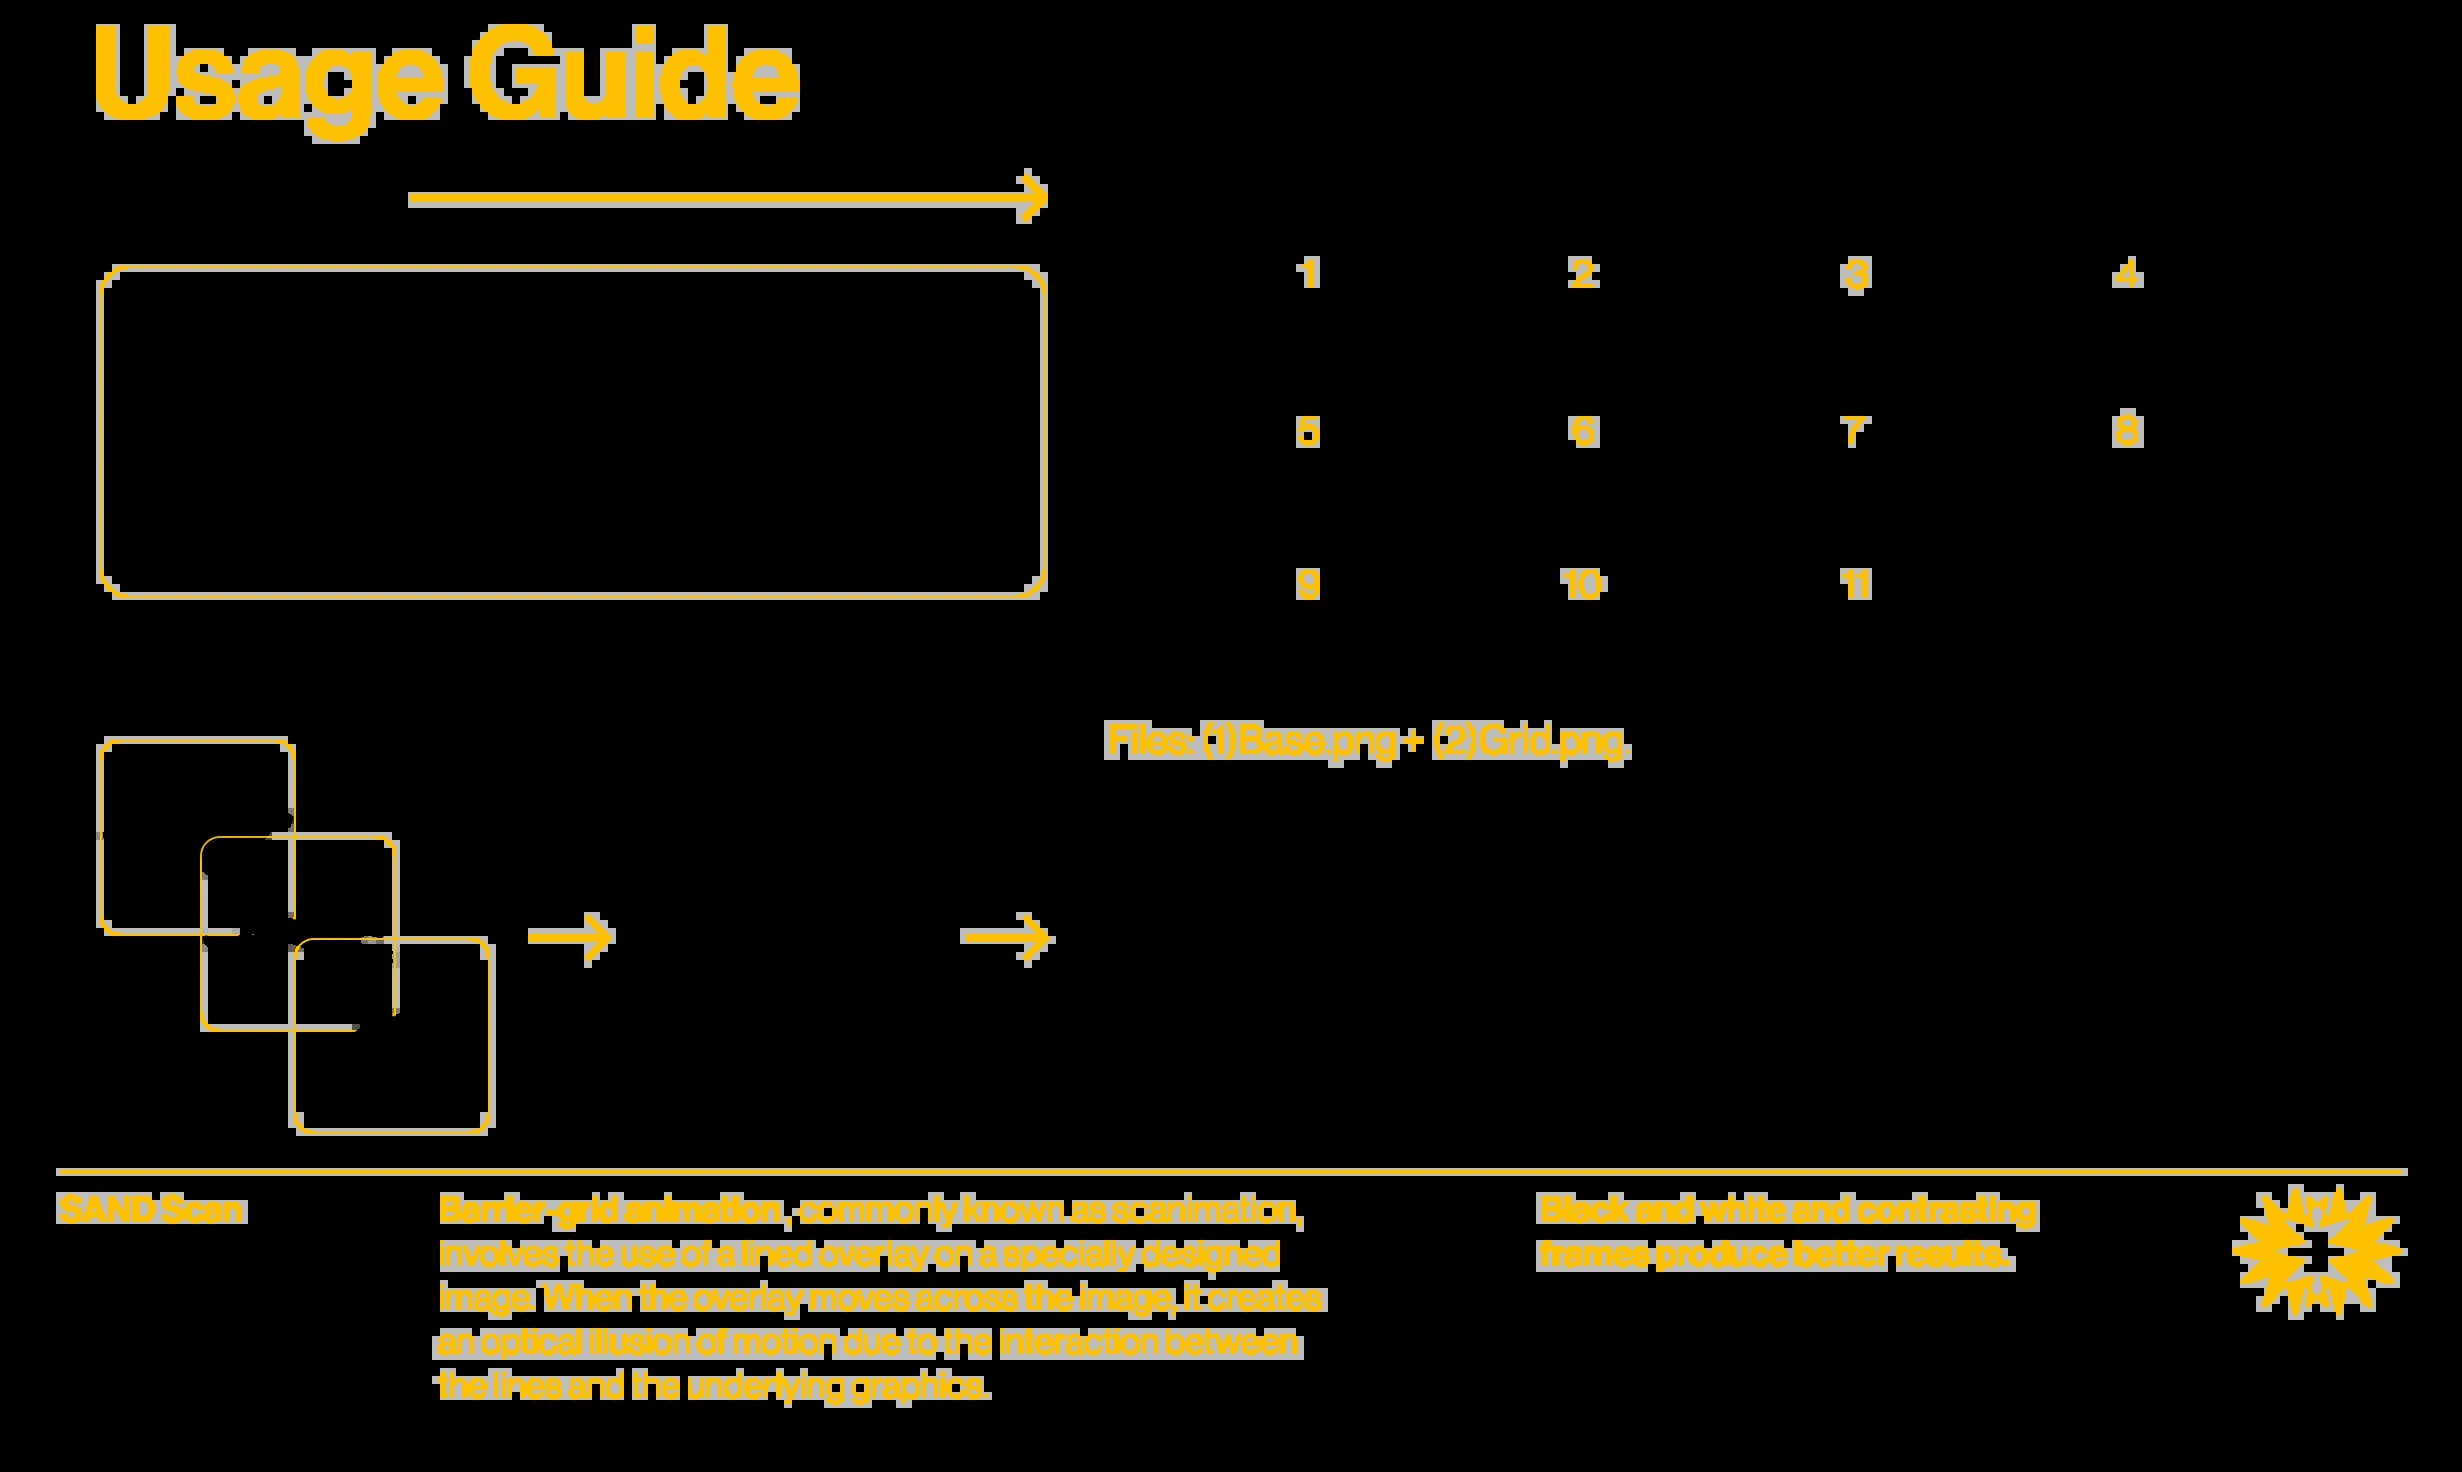 Usage Guide
1 2 3 4
5 6 7 8
9 10 11
Files: (1)Base.png + (2)Grid.png.
SAND Scan
Barrier-grid animation, commonly known as scanimation,
involves the use of a lined overlay on a specially designed
image. When the overlay moves across the image, it creates
an optical illusion of motion due to the interaction between
the lines and the underlying graphics.
Black and white and contrasting
frames produce better results.